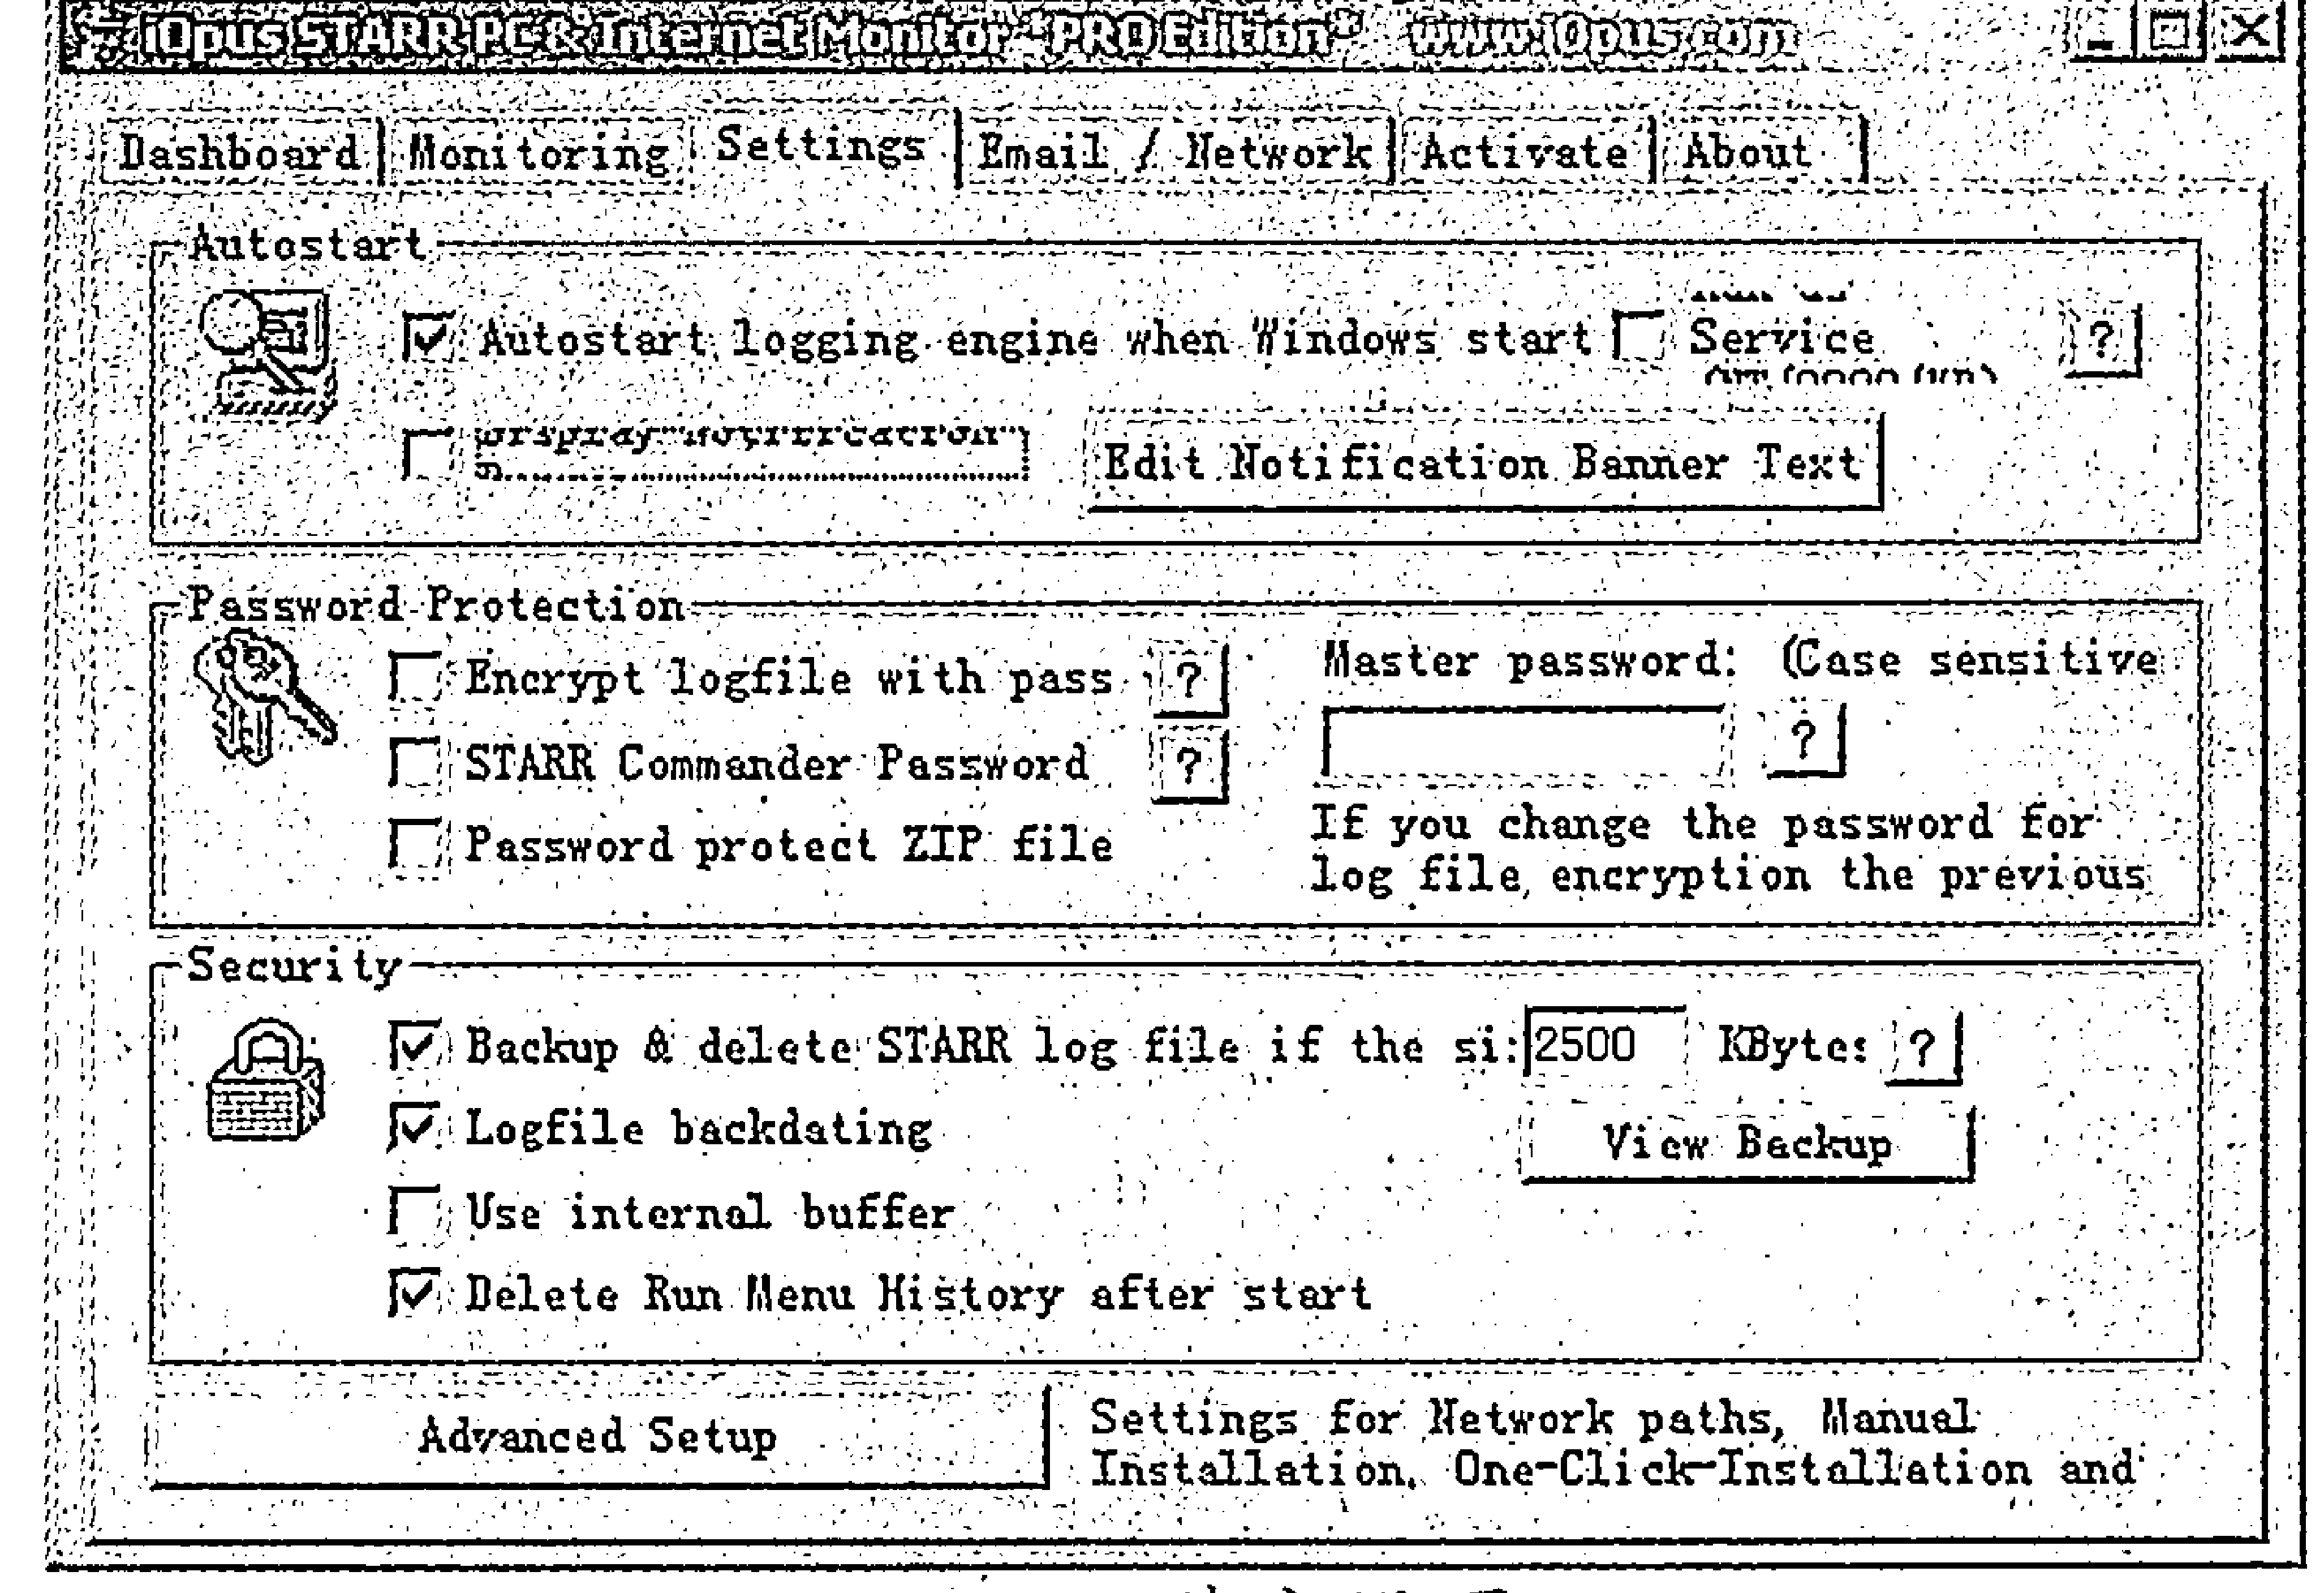 iOpus STARR PC & Internet Monitor *PRO Edition* www.iOpus.com
Dashboard Monitoring Settings Email / Network Activate About
Autostart
Autostart logging engine when Windows start Service ?
Edit Notification Banner Text
Password Protection
Encrypt logfile with pass ? Master password: (Case sensitive
STARR Commander Password ? ?
Password protect ZIP file If you change the password for
log file encryption the previous
Security
Backup & delete STARR log file if the si: 2500 KByte: ?
Logfile backdating View Backup
Use internal buffer
Delete Run Menu History after start
Advanced Setup Settings for Network paths, Manual
Installation, One-Click-Installation and